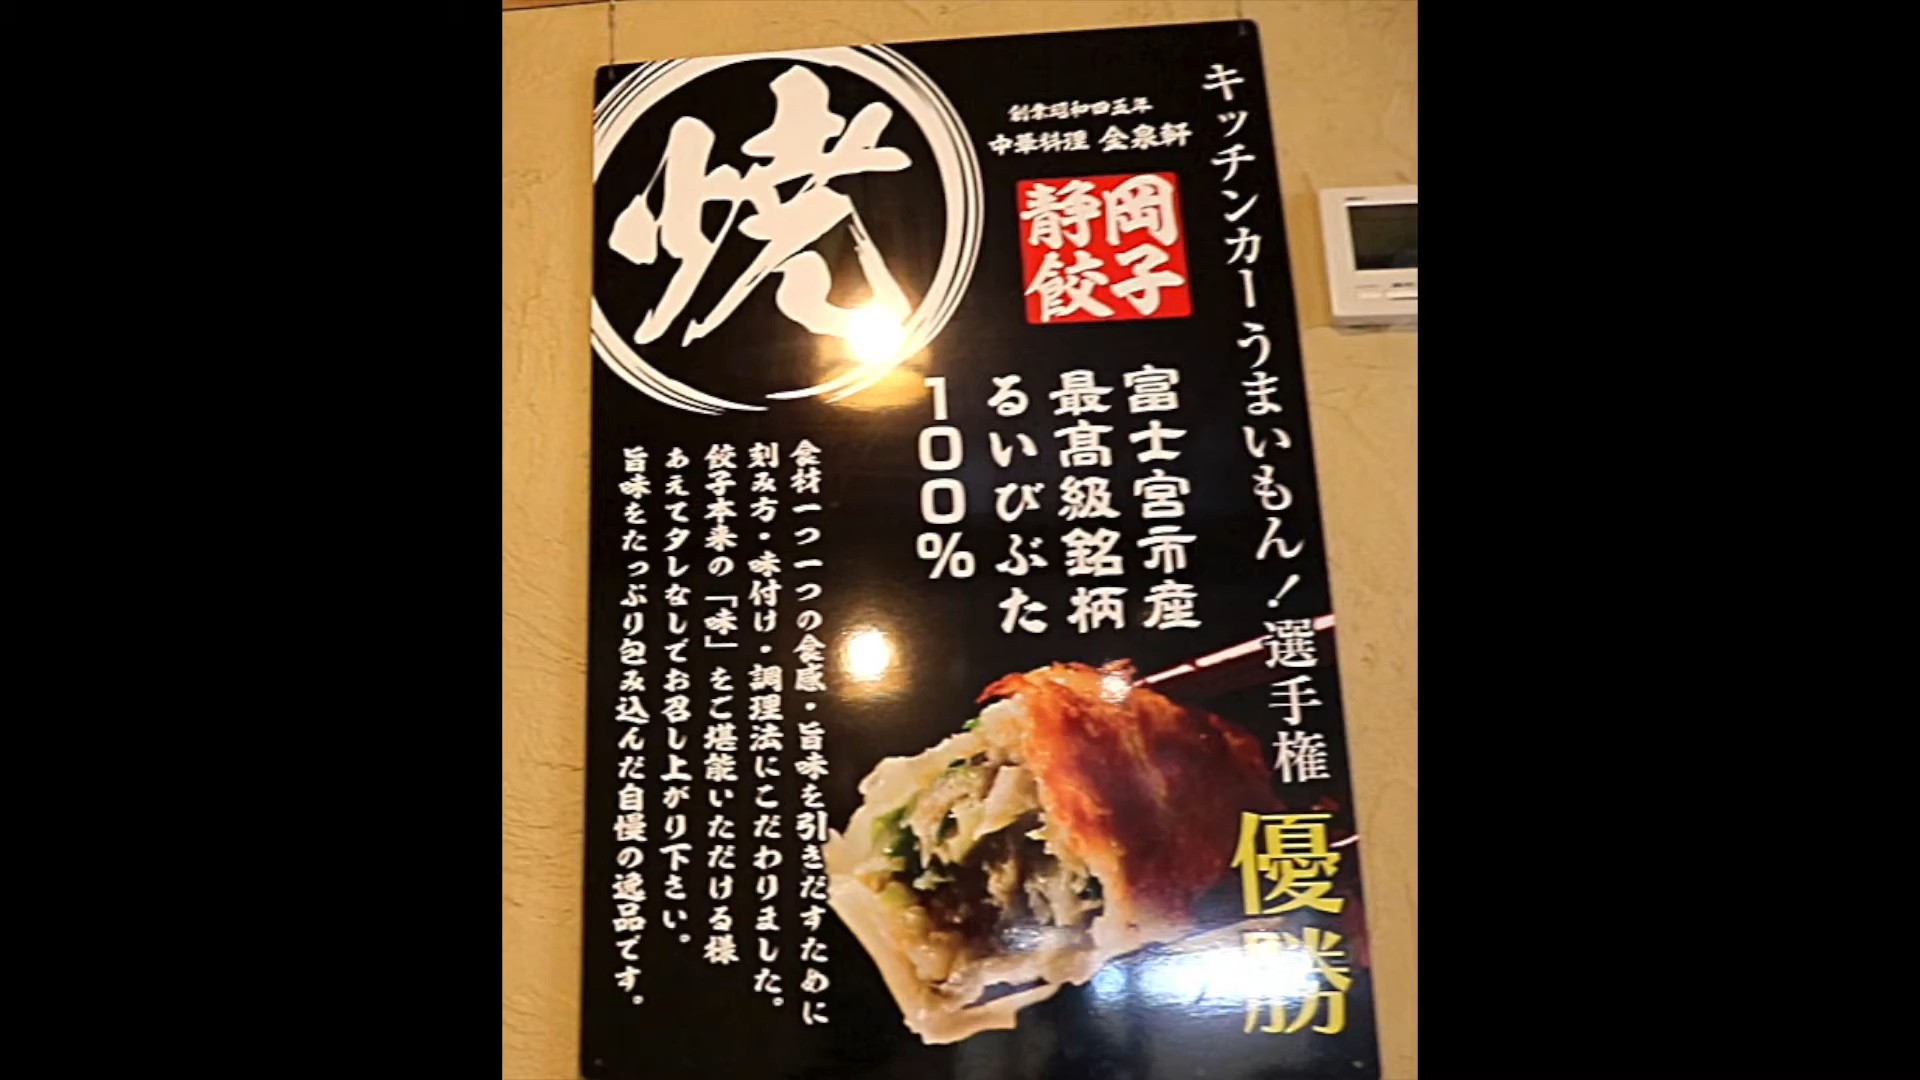 キッチンカーうまいもん!選手権
優勝
創業昭和四五年
中華料理 金泉軒
静岡
餃子
富士宮市産
最高級銘柄
るいびぶた
100%
焼
食材一つ一つの食感・旨味を引きだすために
刻み方・味付け・調理法にこだわりました。
餃子本来の「味」をご堪能いただける様
あえてタレなしでお召し上がり下さい。
旨味をたっぷり包み込んだ自慢の逸品です。